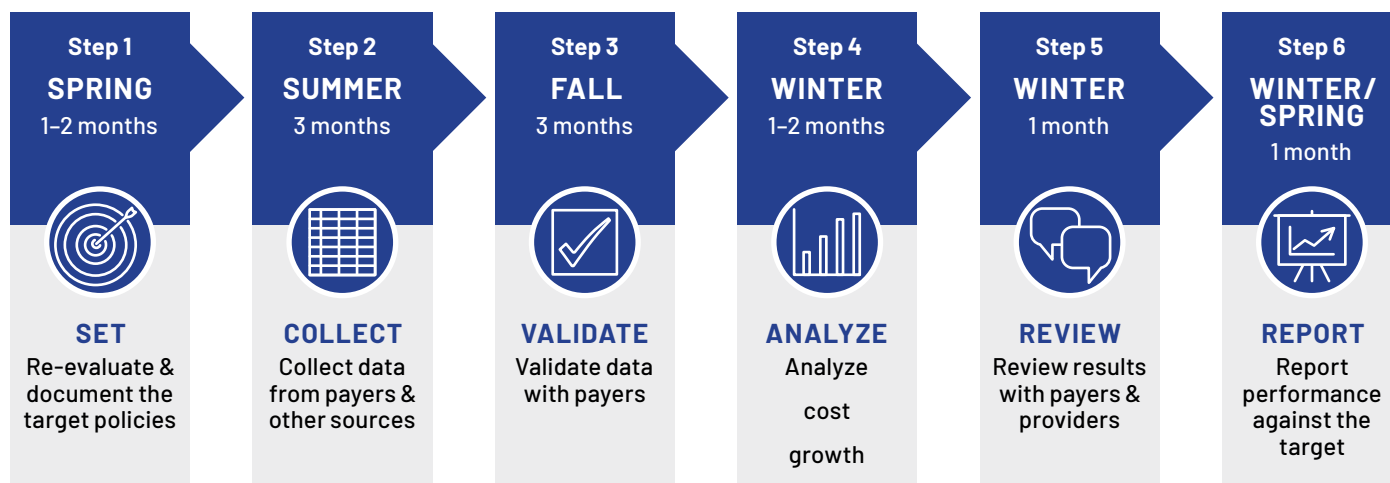 Step 1
SPRING
1–2 months
SET
Re-evaluate &
document the
target policies
Step 2
SUMMER
3 months
COLLECT
Collect data
from payers &
other sources
Step 3
FALL
3 months
VALIDATE
Validate data
with payers
Step 4
WINTER
1–2 months
ANALYZE
Analyze
cost
growth
Step 5
WINTER
1 month
REVIEW
Review results
with payers &
providers
Step 6
WINTER/
SPRING
1 month
REPORT
Report
performance
against the
target